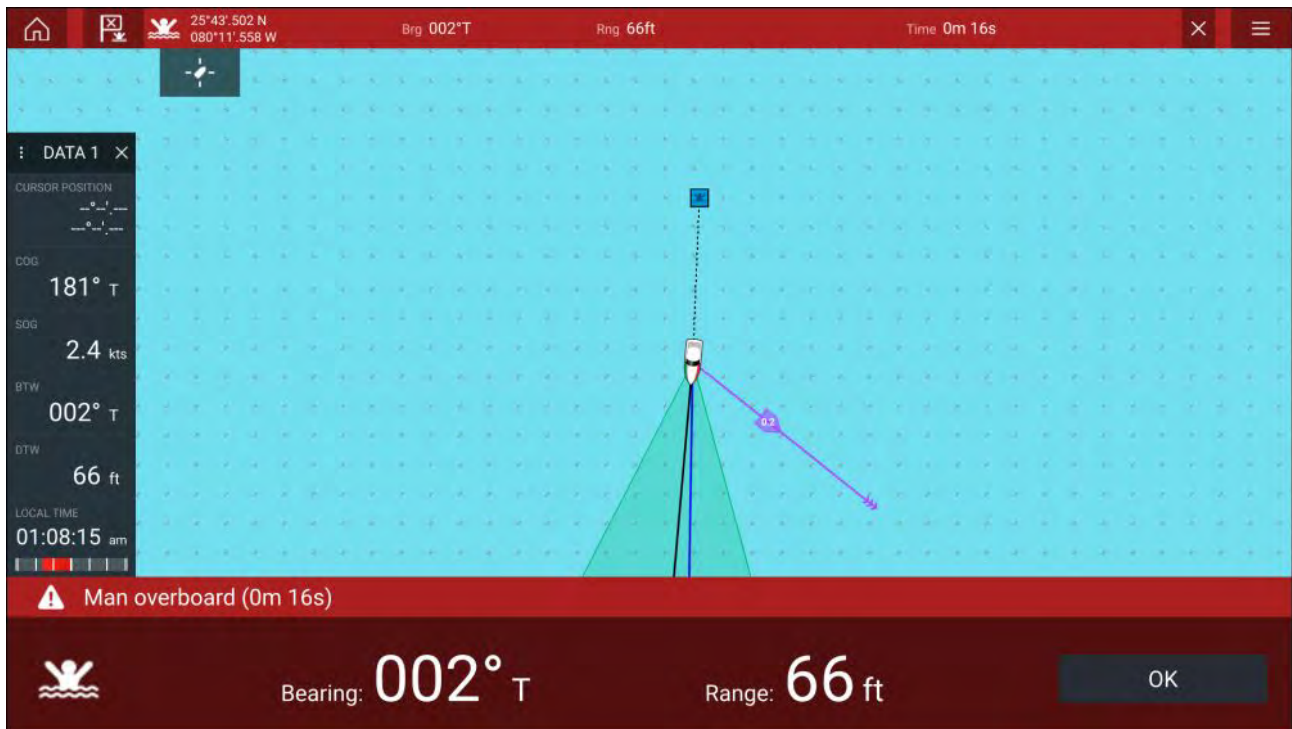 25°43'.502 N
080°11'.558 W
Brg 002°T
Rng 66ft
Time 0m 16s
DATA 1
CURSOR POSITION
--°--'.---
---°--'.---
COG
181° T
SOG
2.4 kts
BTW
002° T
DTW
66 ft
LOCAL TIME
01:08:15 am
0.2
Man overboard (0m 16s)
Bearing: 002° T
Range: 66 ft
OK